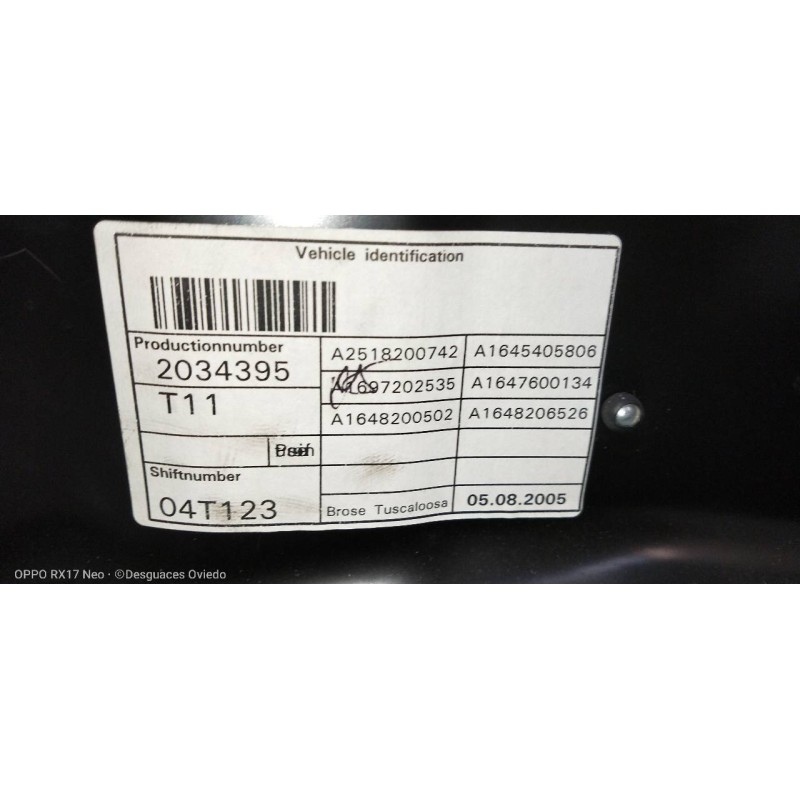 Vehicle identification
Productionnumber
2034395
T11
Shiftnumber
04T123
A2518200742 A1645405806
A1697202535 A1647600134
A1648200502 A1648206526
Brose Tuscaloosa 05.08.2005
OPPO RX17 Neo · ©Desguaces Oviedo